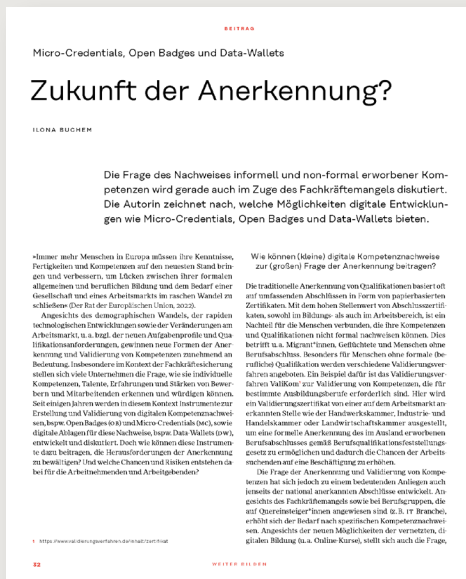 BEITRAG
Micro-Credentials, Open Badges und Data-Wallets
Zukunft der Anerkennung?
ILONA BUCHEM
Die Frage des Nachweises informell und non-formal erworbener Kom-
petenzen wird gerade auch im Zuge des Fachkräftemangels diskutiert.
Die Autorin zeichnet nach, welche Möglichkeiten digitale Entwicklun-
gen wie Micro-Credentials, Open Badges und Data-Wallets bieten.
»Immer mehr Menschen in Europa müssen ihre Kenntnisse,
Fertigkeiten und Kompetenzen auf den neuesten Stand brin-
gen und verbessern, um Lücken zwischen ihrer formalen
allgemeinen und beruflichen Bildung und dem Bedarf einer
Gesellschaft und eines Arbeitsmarkts im raschen Wandel zu
schließen« (Der Rat der Europäischen Union, 2022).
Angesichts des demographischen Wandels, der rapiden
technologischen Entwicklungen sowie der Veränderungen am
Arbeitsmarkt, u. a. bzgl. der neuen Aufgabenprofile und Qua-
lifikationsanforderungen, gewinnen neue Formen der Aner-
kennung und Validierung von Kompetenzen zunehmend an
Bedeutung. Insbesondere im Kontext der Fachkräftesicherung
stellen sich viele Unternehmen die Frage, wie sie individuelle
Kompetenzen, Talente, Erfahrungen und Stärken von Bewer-
bern und Mitarbeitenden erkennen und würdigen können.
Seit einigen Jahren werden in diesem Kontext Instrumente zur
Erstellung und Validierung von digitalen Kompetenznachwei-
sen, bspw. Open Badges (OB) und Micro-Credentials (MC), sowie
digitale Ablagen für diese Nachweise, bspw. Data-Wallets (DW),
entwickelt und diskutiert. Doch wie können diese Instrumen-
te dazu beitragen, die Herausforderungen der Anerkennung
zu bewältigen? Und welche Chancen und Risiken entstehen da-
bei für die Arbeitnehmenden und Arbeitgebenden?
1 https://www.validierungsverfahren.de/inhalt/zertifikat
Wie können (kleine) digitale Kompetenznachweise
zur (großen) Frage der Anerkennung beitragen?
Die traditionelle Anerkennung von Qualifikationen basiert oft
auf umfassenden Abschlüssen in Form von papierbasierten
Zertifikaten. Mit dem hohen Stellenwert von Abschlusszertifi-
katen, sowohl im Bildungs- als auch im Arbeitsbereich, ist ein
Nachteil für die Menschen verbunden, die ihre Kompetenzen
und Qualifikationen nicht formal nachweisen können. Dies
betrifft u. a. Migrant*innen, Geflüchtete und Menschen ohne
Berufsabschluss. Besonders für Menschen ohne formale (be-
rufliche) Qualifikation werden verschiedene Validierungsver-
fahren angeboten. Ein Beispiel dafür ist das Validierungsver-
fahren ValiKom¹ zur Validierung von Kompetenzen, die für
bestimmte Ausbildungsberufe erforderlich sind. Hier wird
ein Validierungszertifikat von einer auf dem Arbeitsmarkt an-
erkannten Stelle wie der Handwerkskammer, Industrie- und
Handelskammer oder Landwirtschaftskammer ausgestellt,
um eine formelle Anerkennung des im Ausland erworbenen
Berufsabschlusses gemäß Berufsqualifikationsfeststellungs-
gesetz zu ermöglichen und dadurch die Chancen der Arbeits-
suchenden auf eine Beschäftigung zu erhöhen.
Die Frage der Anerkennung und Validierung von Kompe-
tenzen hat sich jedoch zu einem bedeutenden Anliegen auch
jenseits der national anerkannten Abschlüsse entwickelt. An-
gesichts des Fachkräftemangels sowie bei Berufsgruppen, die
auf Quereinsteiger*innen angewiesen sind (z. B. IT Branche),
erhöht sich der Bedarf nach spezifischen Kompetenznachwei-
sen. Angesichts der neuen Möglichkeiten der vernetzten, di-
gitalen Bildung (u. a. Online-Kurse), stellt sich auch die Frage,
32
WEITER BILDEN